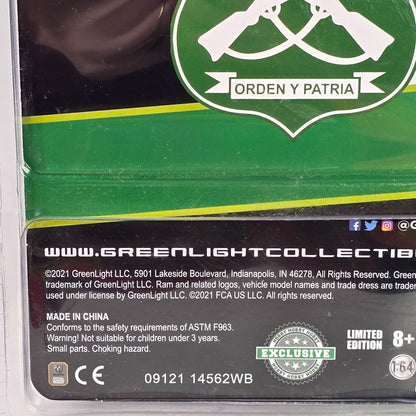 ORDEN Y PATRIA
WWW.GREENLIGHTCOLLECTIB
©2021 GreenLight LLC, 5901 Lakeside Boulevard, Indianapolis, IN 46278, All Rights Reserved. Green
trademark of GreenLight LLC. Ram and related logos, vehicle model names and trade dress are tradem
used under license by GreenLight LLC. ©2021 FCA US LLC. All rights reserved.
MADE IN CHINA
Conforms to the safety requirements of ASTM F963.
Warning! Not suitable for children under 3 years.
Small parts. Choking hazard.
EXCLUSIVE
LIMITED
EDITION
8+
1:64
CE
09121 14562WB